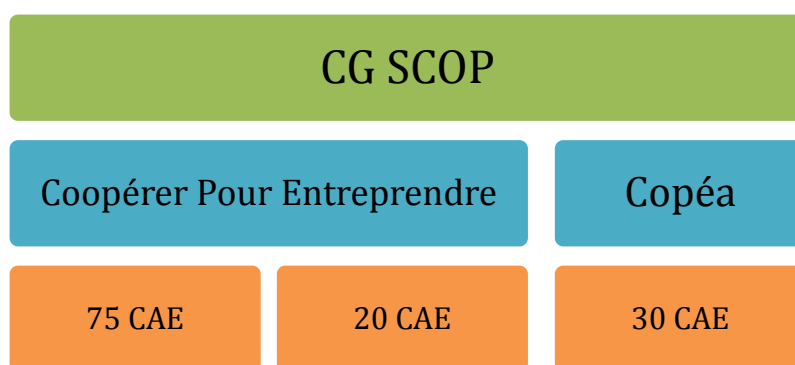 CG SCOP
Coopérer Pour Entreprendre
Copéa
75 CAE
20 CAE
30 CAE